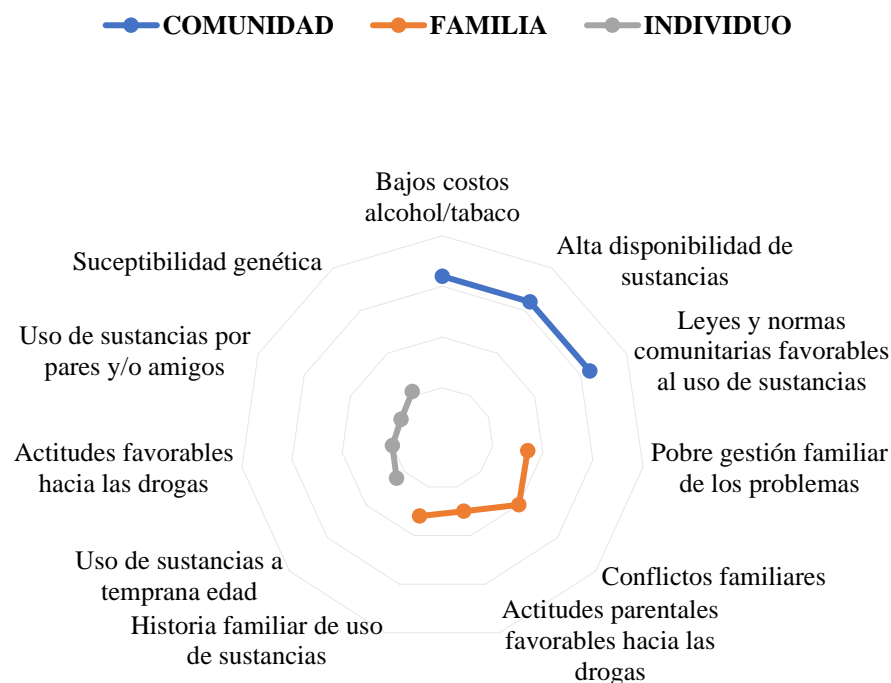 COMUNIDAD FAMILIA INDIVIDUO
Bajos costos
alcohol/tabaco
Alta disponibilidad de
sustancias
Leyes y normas
comunitarias favorables
al uso de sustancias
Pobre gestión familiar
de los problemas
Conflictos familiares
Actitudes parentales
favorables hacia las
drogas
Historia familiar de uso
de sustancias
Uso de sustancias a
temprana edad
Actitudes favorables
hacia las drogas
Uso de sustancias por
pares y/o amigos
Suceptibilidad genética